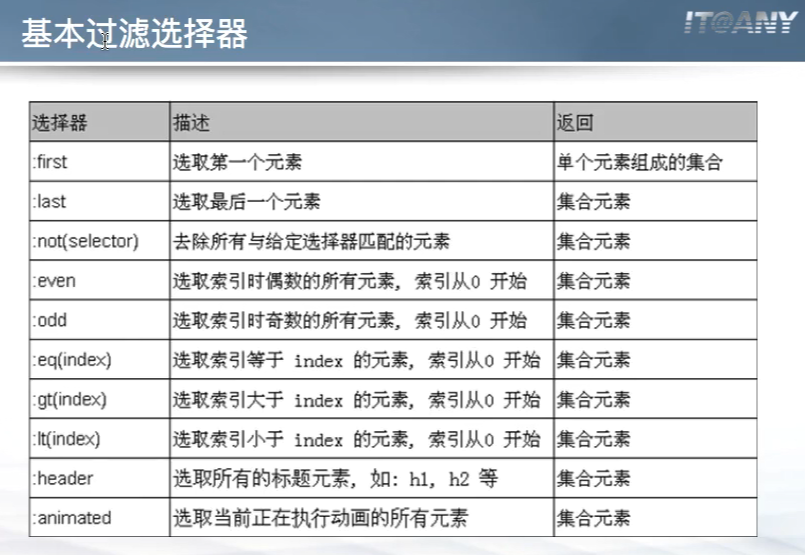 基本过滤选择器
IT@ANY
选择器 描述 返回
:first 选取第一个元素 单个元素组成的集合
:last 选取最后一个元素 集合元素
:not(selector) 去除所有与给定选择器匹配的元素 集合元素
:even 选取索引时偶数的所有元素, 索引从0 开始 集合元素
:odd 选取索引时奇数的所有元素, 索引从0 开始 集合元素
:eq(index) 选取索引等于 index 的元素, 索引从0 开始 集合元素
:gt(index) 选取索引大于 index 的元素, 索引从0 开始 集合元素
:lt(index) 选取索引小于 index 的元素, 索引从0 开始 集合元素
:header 选取所有的标题元素, 如: h1, h2 等 集合元素
:animated 选取当前正在执行动画的所有元素 集合元素